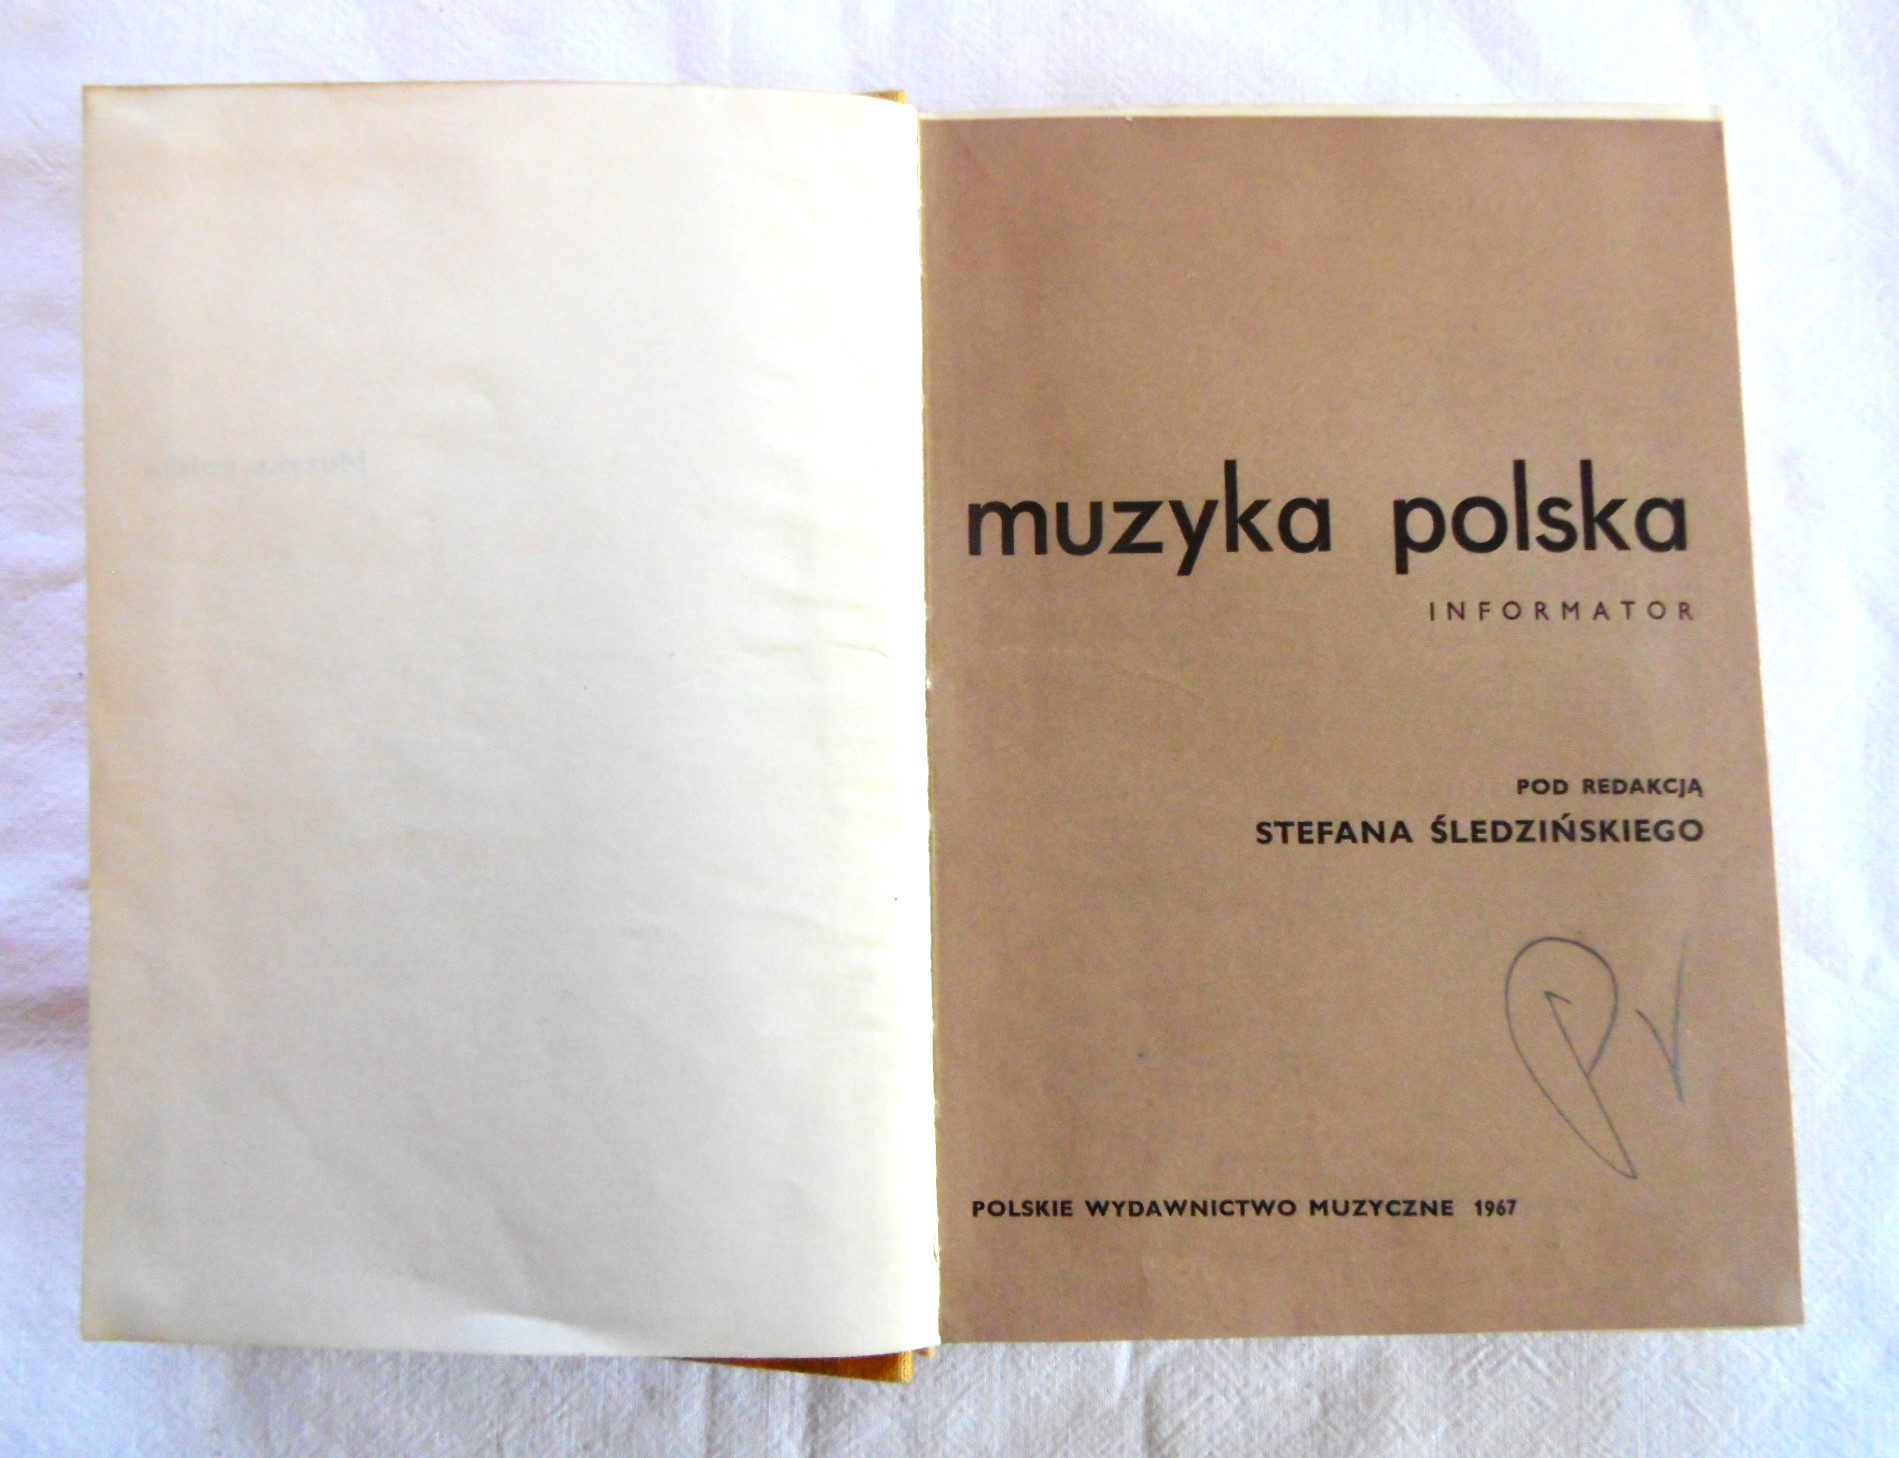 muzyka polska
INFORMATOR
POD REDAKCJĄ
STEFANA ŚLEDZIŃSKIEGO
POLSKIE WYDAWNICTWO MUZYCZNE 1967